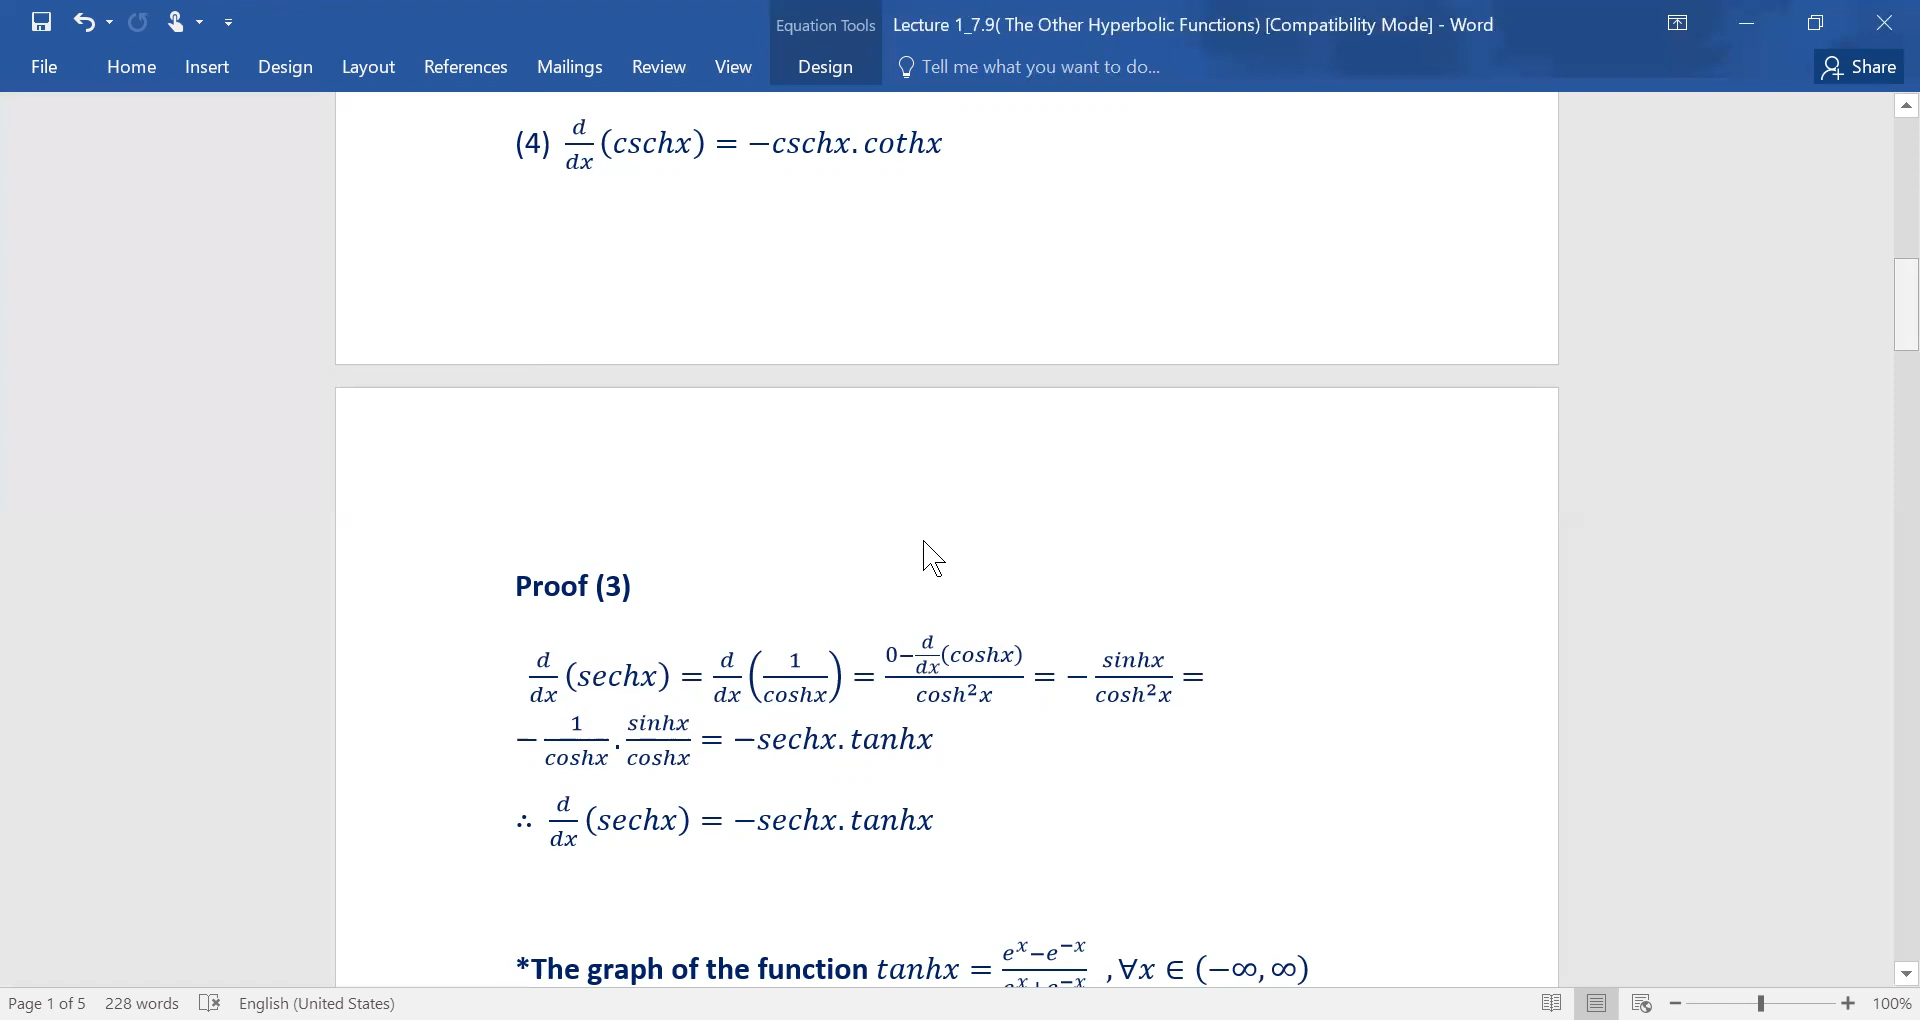 Equation Tools Lecture 1_7.9( The Other Hyperbolic Functions) [Compatibility Mode] - Word
File Home Insert Design Layout References Mailings Review View Design Tell me what you want to do... Share
(4) d/dx (cschx) = −cschx. cothx
Proof (3)
d/dx (sechx) = d/dx (1/coshx) = (0−d/dx(coshx))/cosh²x = − sinhx/cosh²x =
− 1/coshx . sinhx/coshx = −sechx. tanhx
∴ d/dx (sechx) = −sechx. tanhx
*The graph of the function tanhx = (eˣ−e⁻ˣ)/(eˣ+e⁻ˣ) ,∀x ∈ (−∞, ∞)
Page 1 of 5 228 words English (United States) 100%